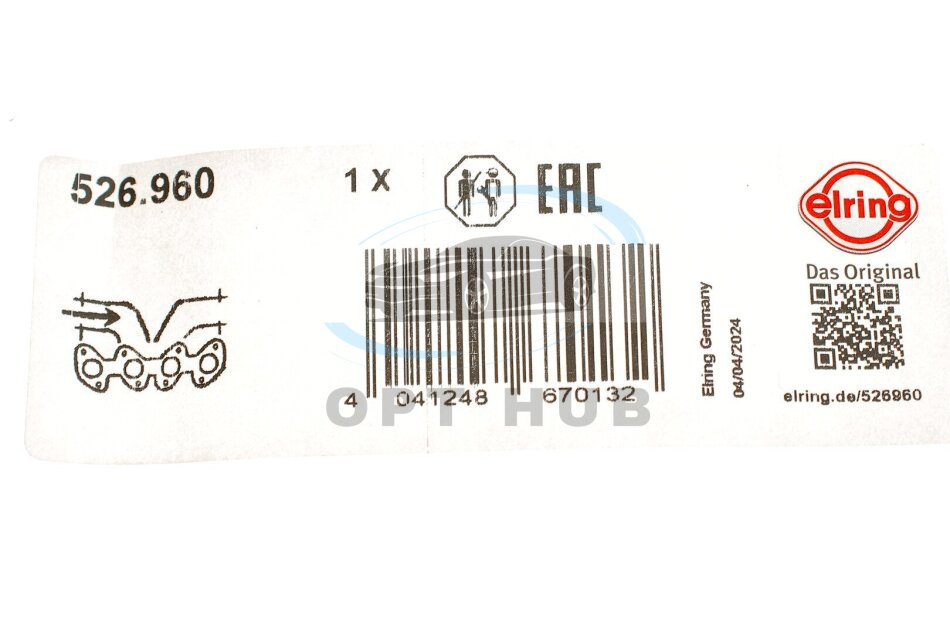 526.960
1 X
EAC
elring
Das Original
elring.de/526960
Elring Germany
04/04/2024
4 041248 670132
OPT HUB